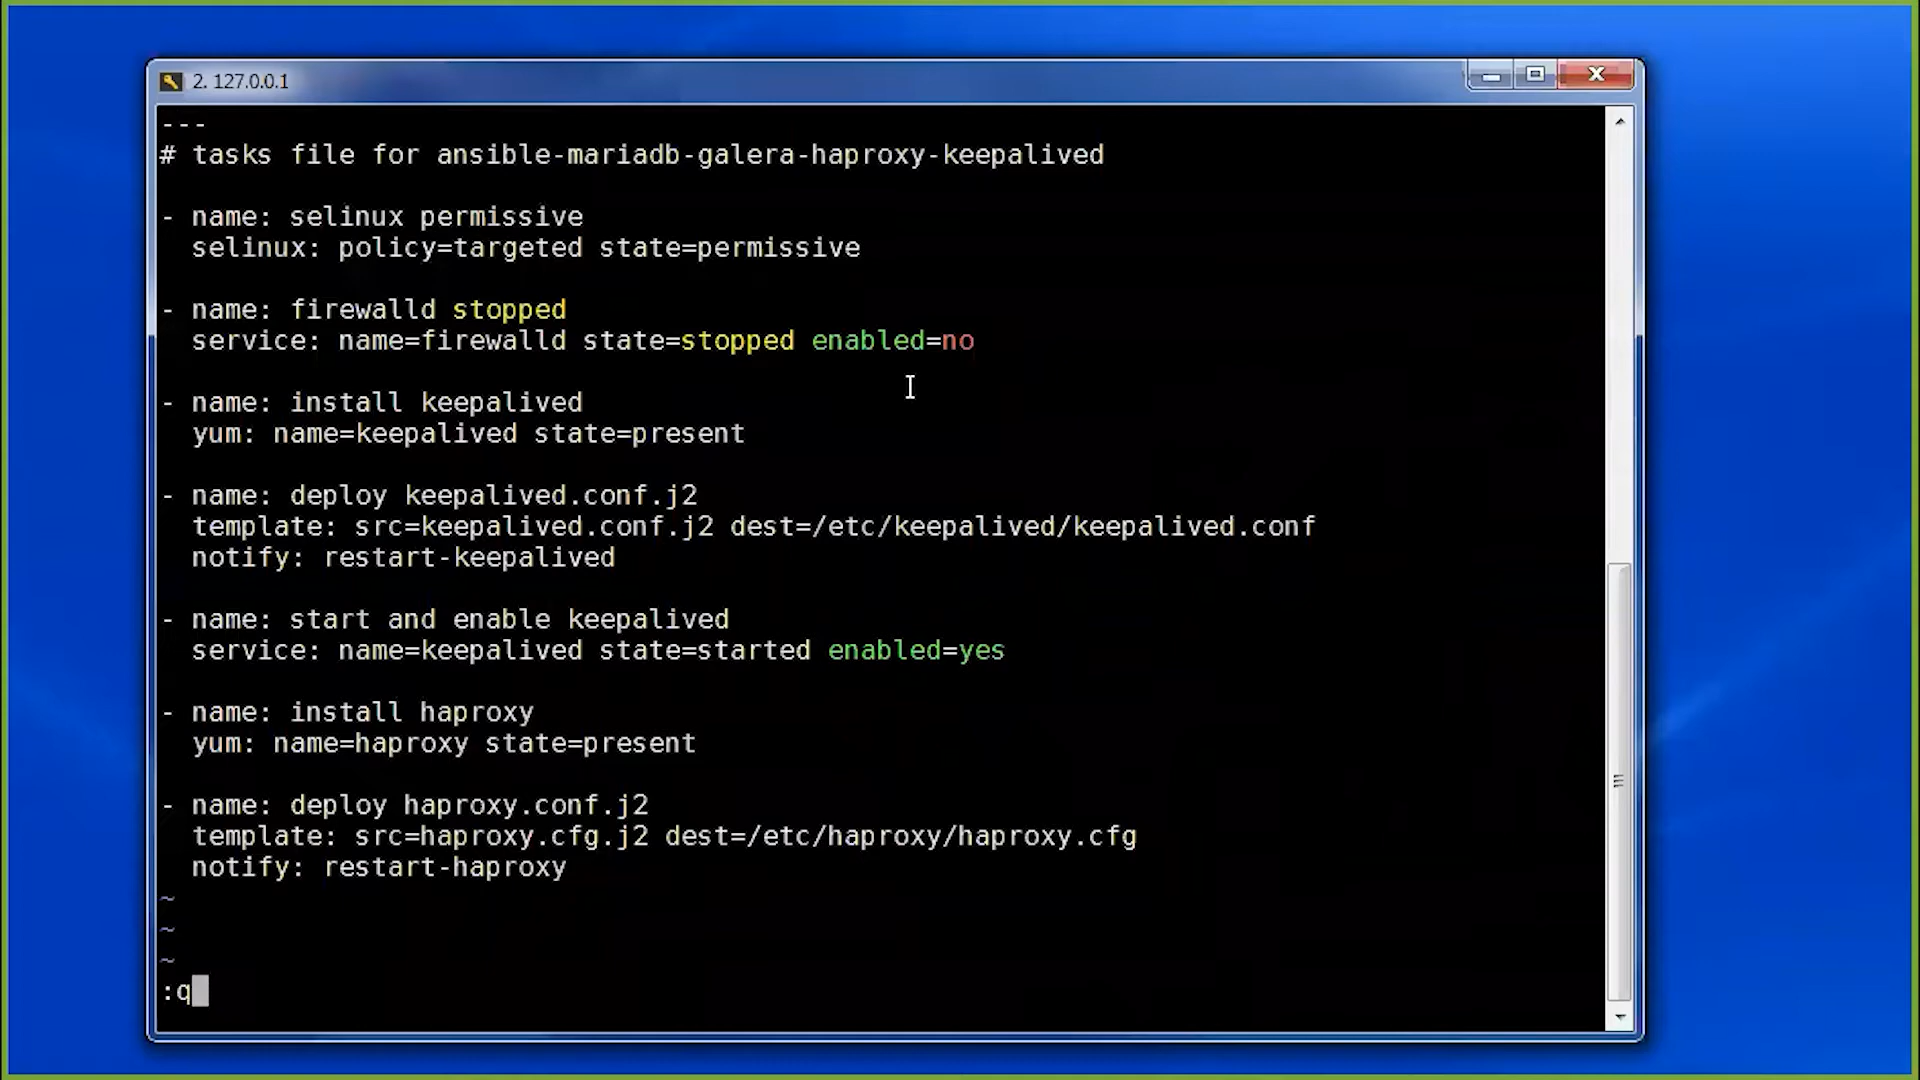 2. 127.0.0.1
---
# tasks file for ansible-mariadb-galera-haproxy-keepalived
- name: selinux permissive
  selinux: policy=targeted state=permissive
- name: firewalld stopped
  service: name=firewalld state=stopped enabled=no
- name: install keepalived
  yum: name=keepalived state=present
- name: deploy keepalived.conf.j2
  template: src=keepalived.conf.j2 dest=/etc/keepalived/keepalived.conf
  notify: restart-keepalived
- name: start and enable keepalived
  service: name=keepalived state=started enabled=yes
- name: install haproxy
  yum: name=haproxy state=present
- name: deploy haproxy.conf.j2
  template: src=haproxy.cfg.j2 dest=/etc/haproxy/haproxy.cfg
  notify: restart-haproxy
~
~
~
:q